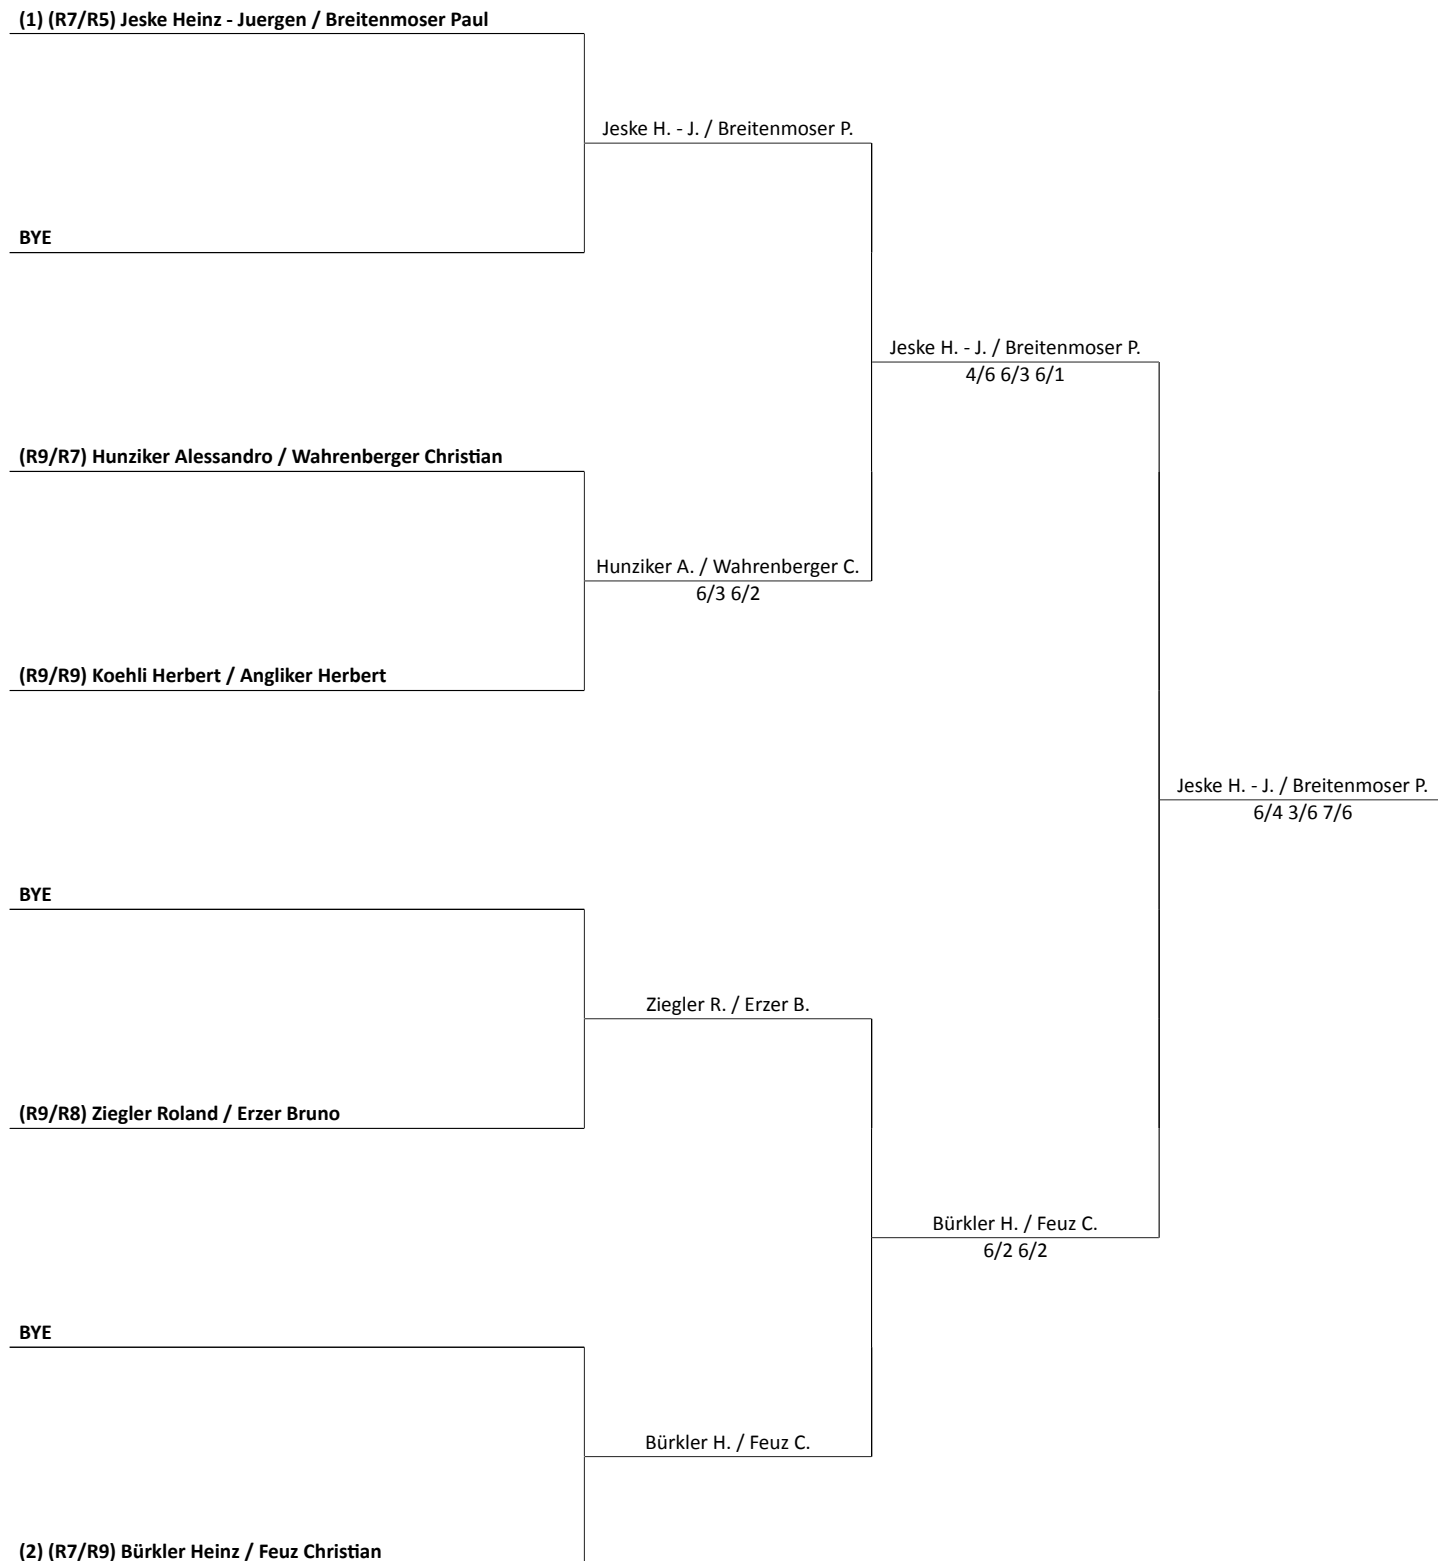 (1) (R7/R5) Jeske Heinz - Juergen / Breitenmoser Paul
Jeske H. - J. / Breitenmoser P.
BYE
Jeske H. - J. / Breitenmoser P.
4/6 6/3 6/1
(R9/R7) Hunziker Alessandro / Wahrenberger Christian
Hunziker A. / Wahrenberger C.
6/3 6/2
(R9/R9) Koehli Herbert / Angliker Herbert
Jeske H. - J. / Breitenmoser P.
6/4 3/6 7/6
BYE
Ziegler R. / Erzer B.
(R9/R8) Ziegler Roland / Erzer Bruno
Bürkler H. / Feuz C.
6/2 6/2
BYE
Bürkler H. / Feuz C.
(2) (R7/R9) Bürkler Heinz / Feuz Christian